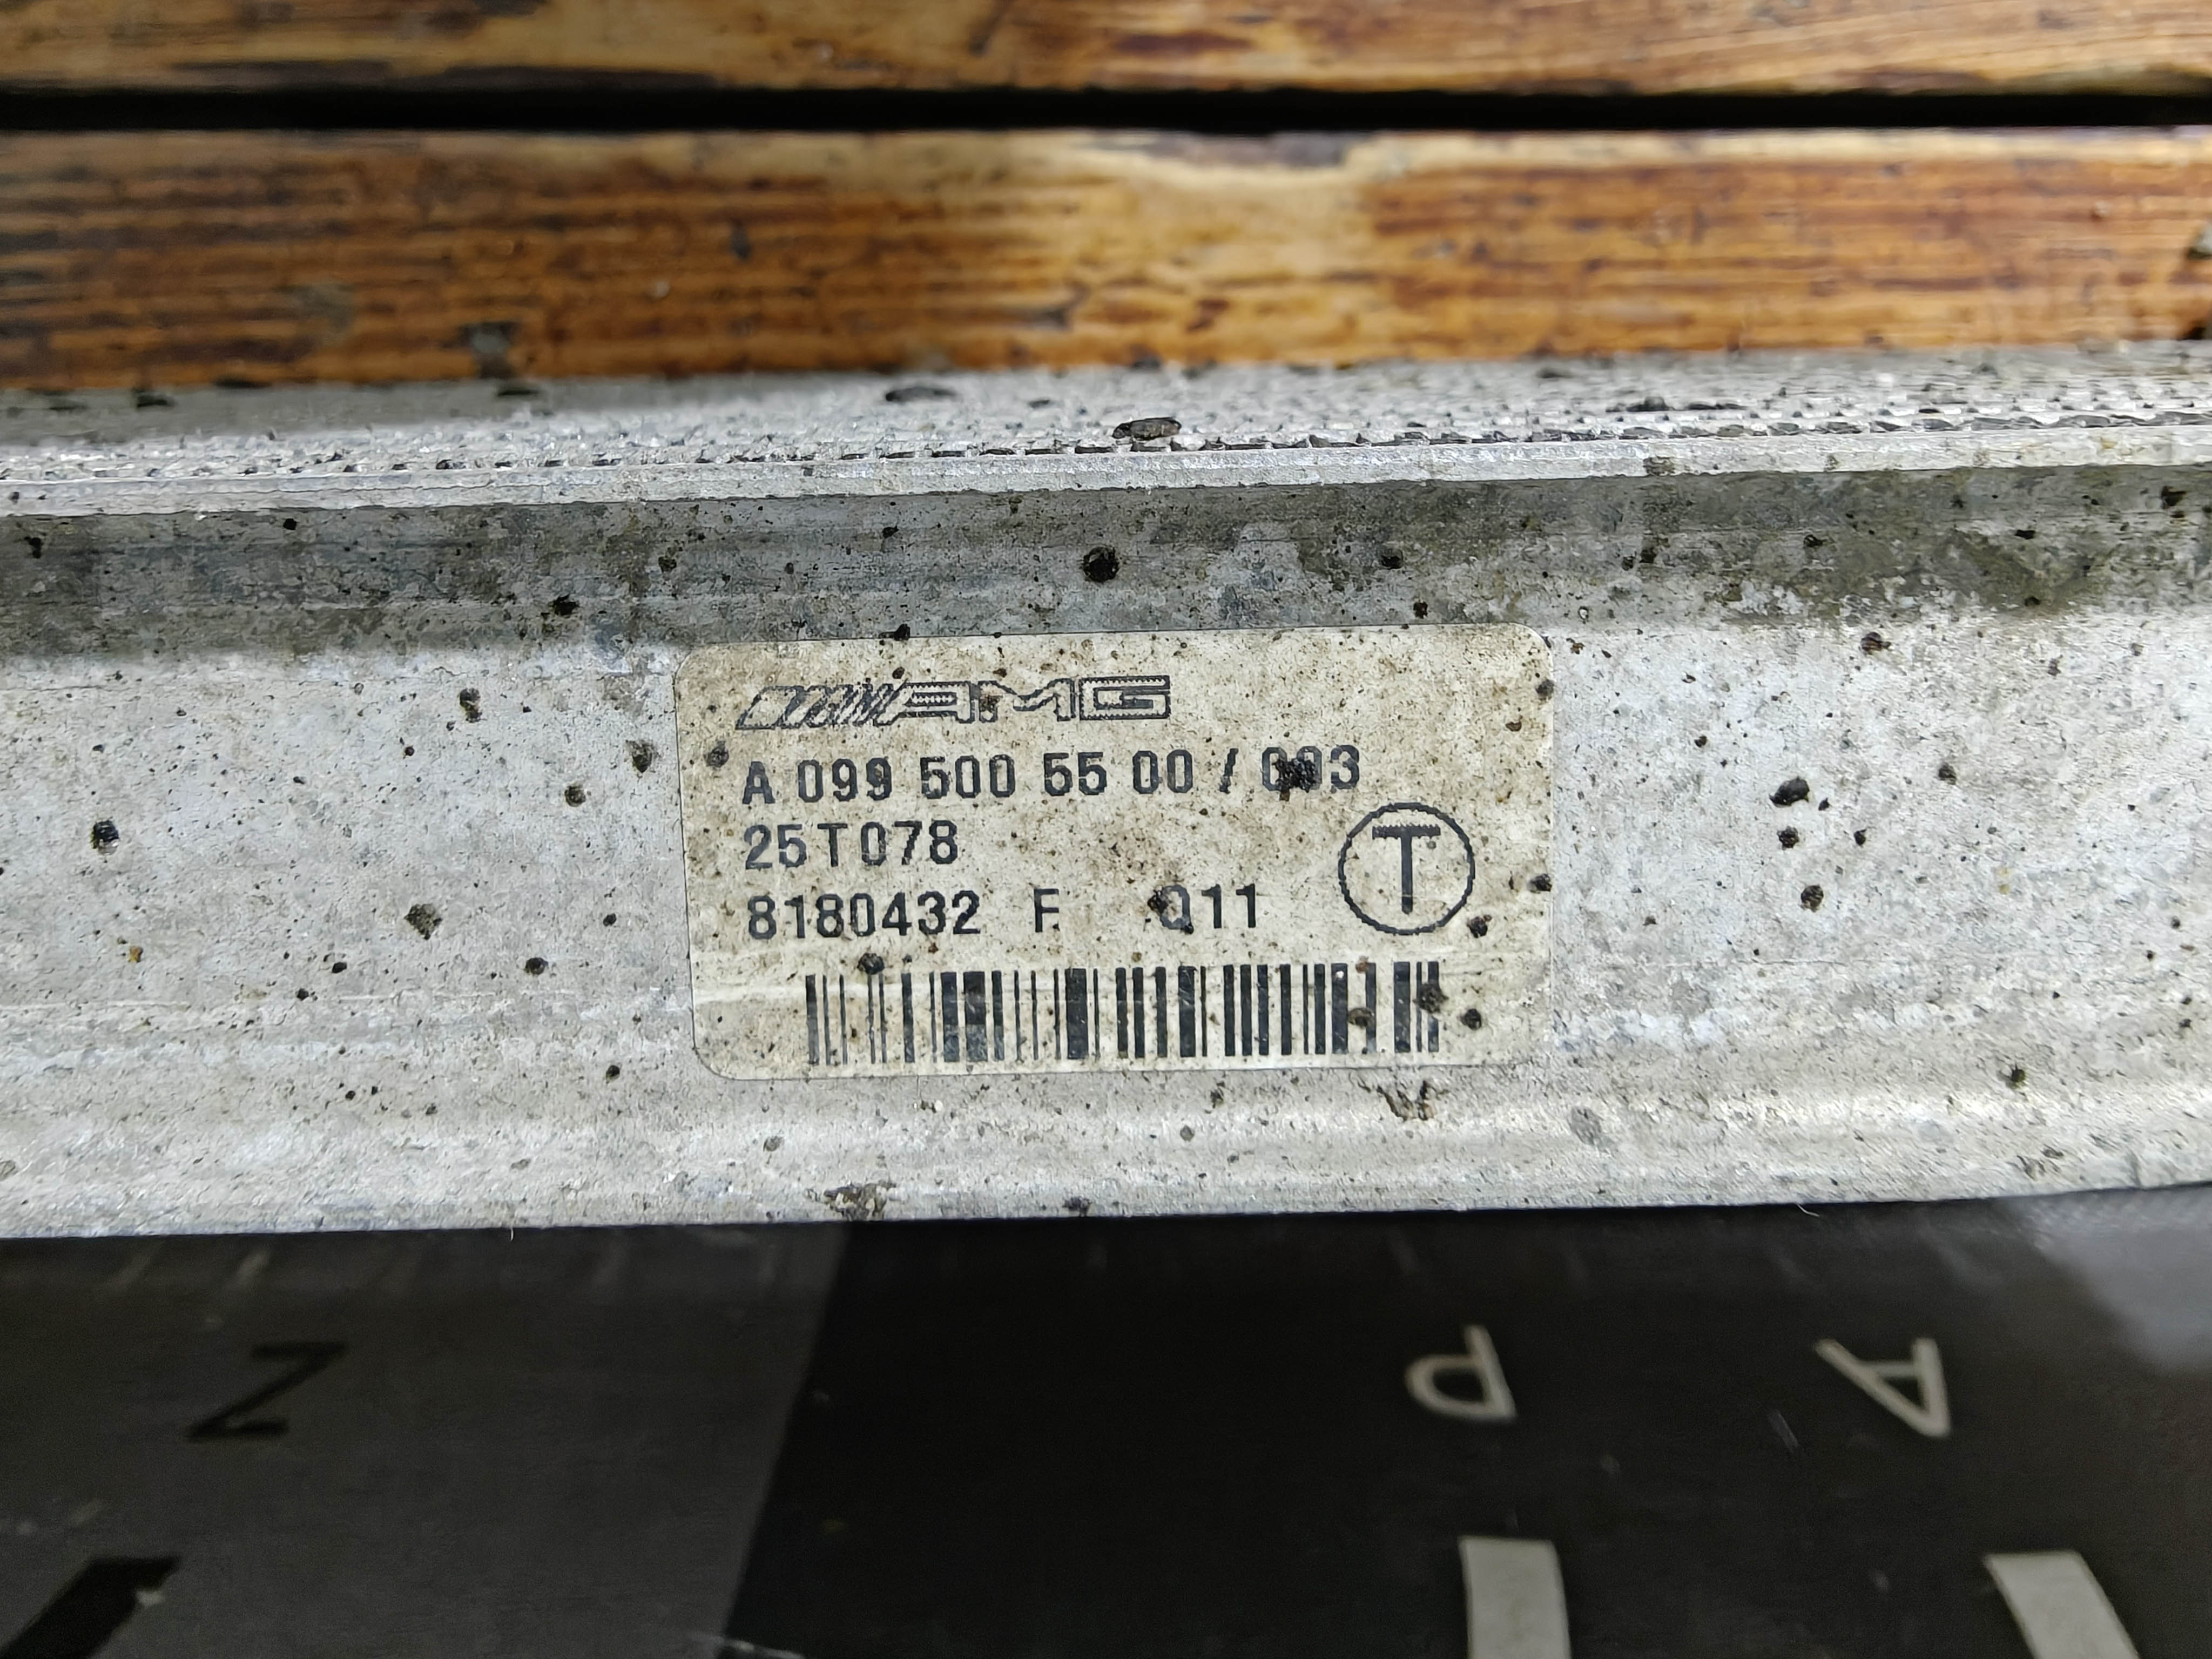 AMG
A 099 500 55 00 / 003
25T078
8180432 F Q11
T
N
P
A